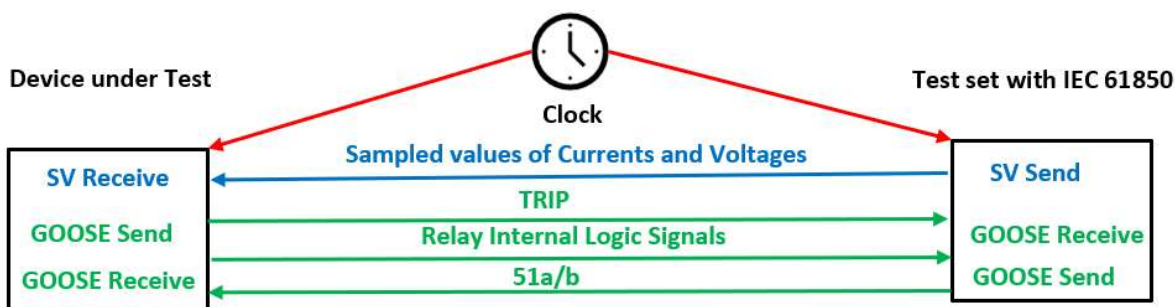 Device under Test
Test set with IEC 61850
Clock
Sampled values of Currents and Voltages
SV Receive
SV Send
TRIP
GOOSE Send
Relay Internal Logic Signals
GOOSE Receive
GOOSE Receive
51a/b
GOOSE Send